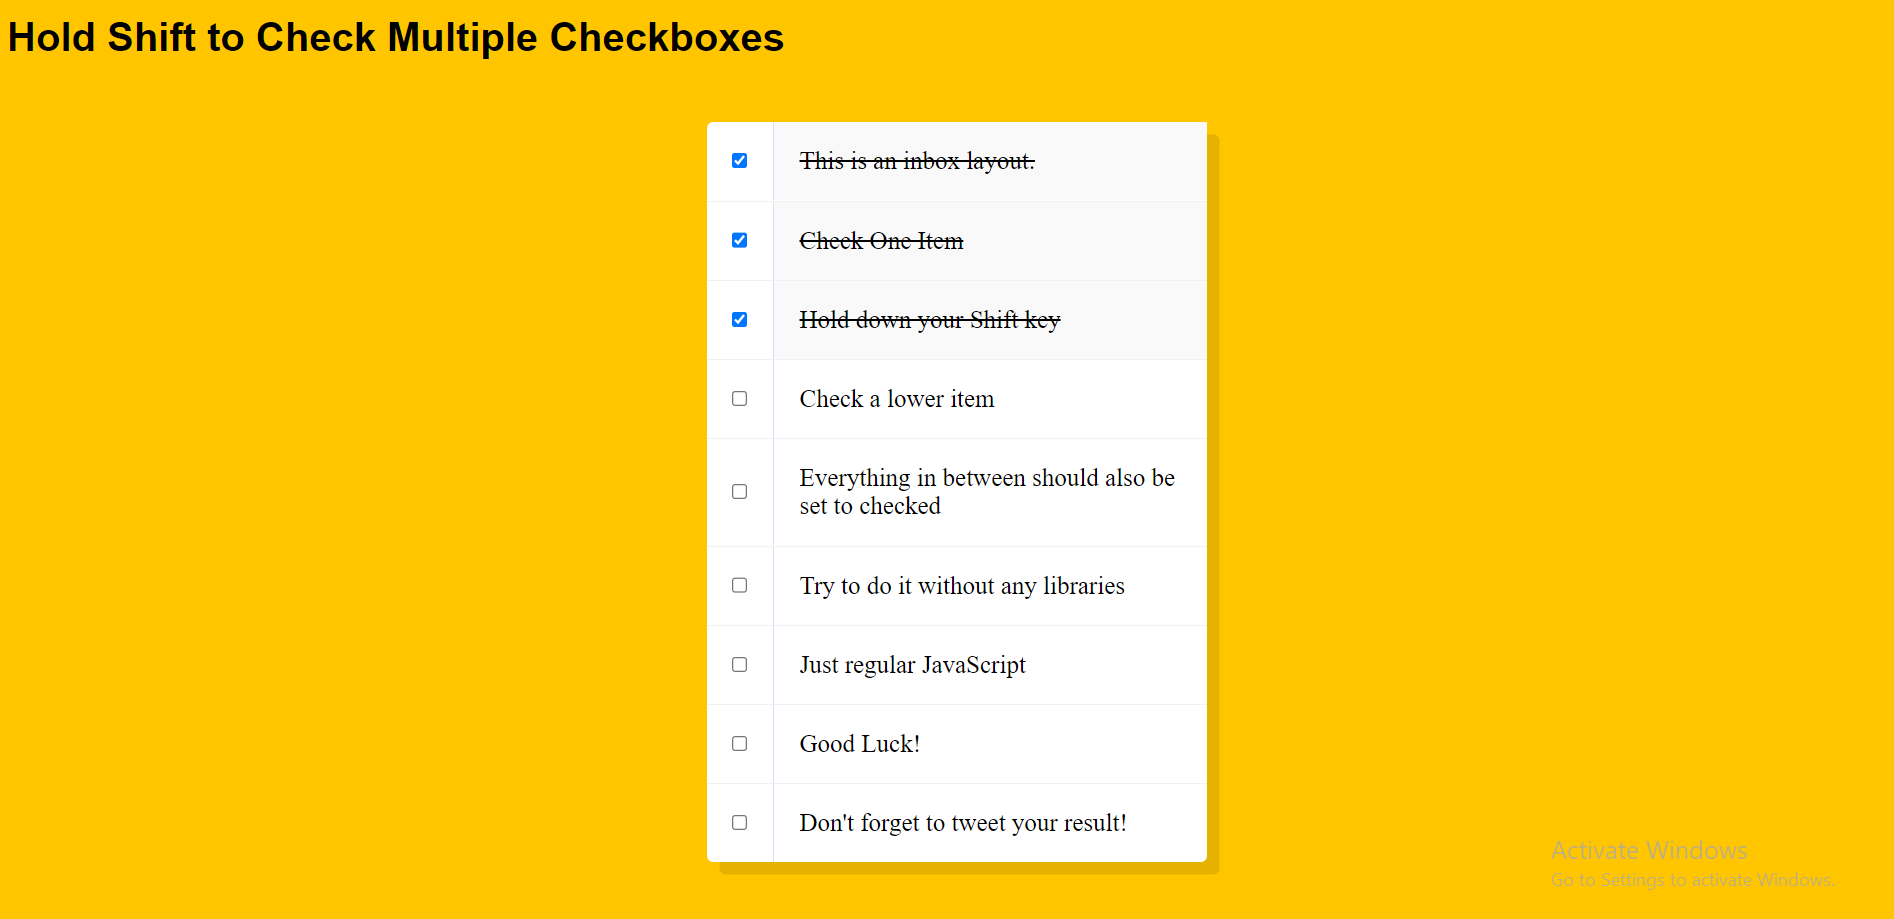 Hold Shift to Check Multiple Checkboxes
This is an inbox layout.
Check One Item
Hold down your Shift key
Check a lower item
Everything in between should also be
set to checked
Try to do it without any libraries
Just regular JavaScript
Good Luck!
Don't forget to tweet your result!
Activate Windows
Go to Settings to activate Windows.